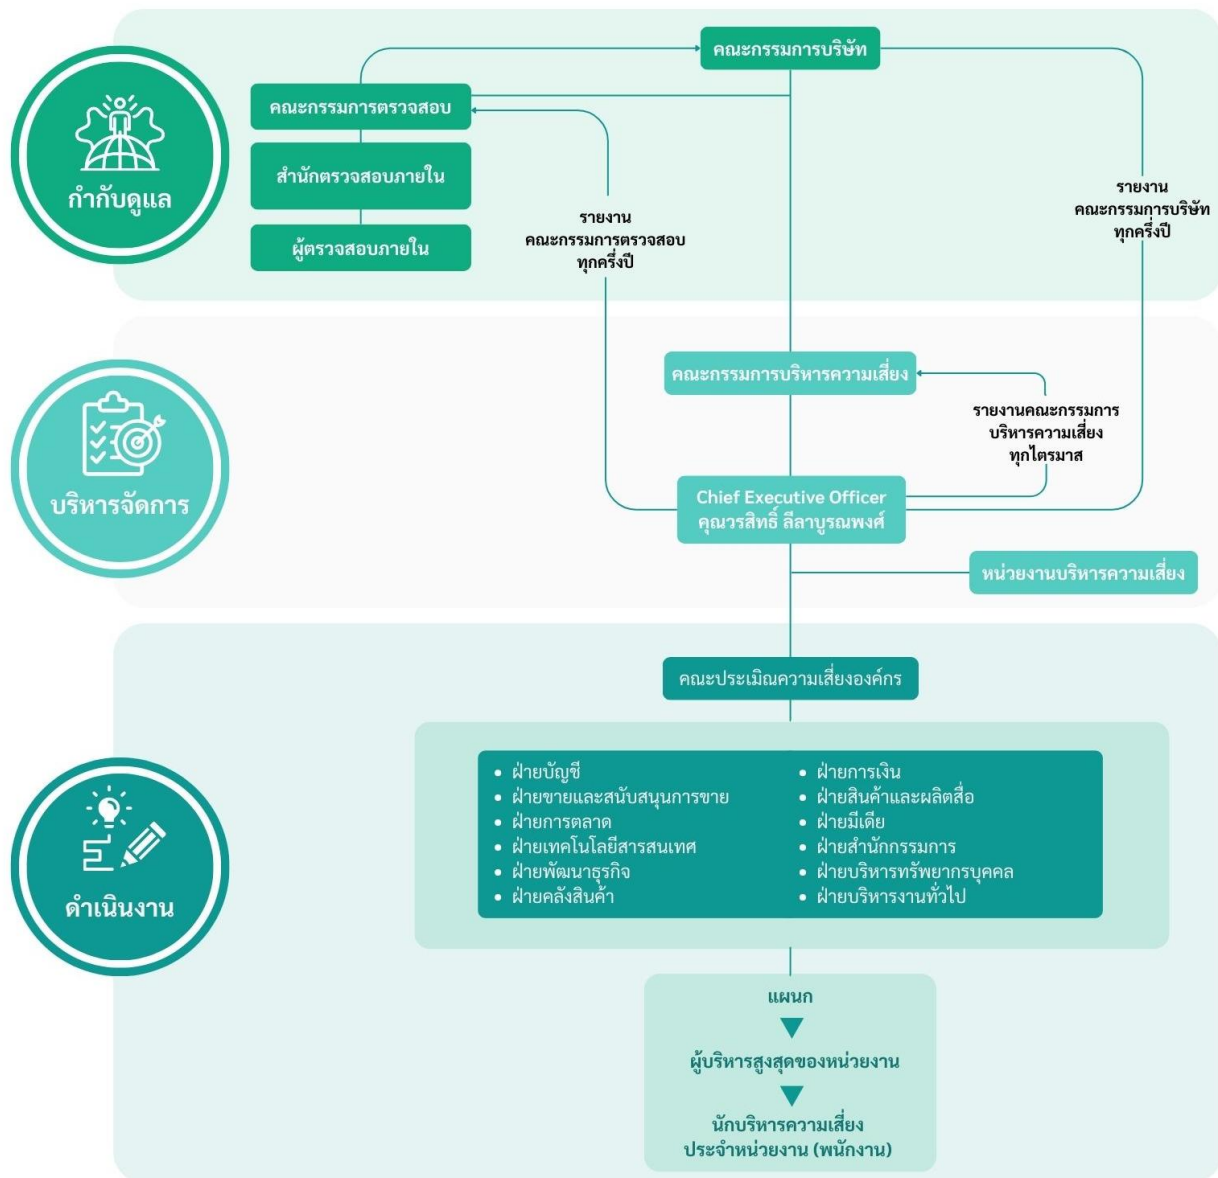 กำกับดูแล
คณะกรรมการบริษัท
คณะกรรมการตรวจสอบ
สำนักตรวจสอบภายใน
ผู้ตรวจสอบภายใน
รายงาน
คณะกรรมการตรวจสอบ
ทุกครึ่งปี
รายงาน
คณะกรรมการบริษัท
ทุกครึ่งปี
บริหารจัดการ
คณะกรรมการบริหารความเสี่ยง
รายงานคณะกรรมการ
บริหารความเสี่ยง
ทุกไตรมาส
Chief Executive Officer
คุณวรสิทธิ์ ลีลาบูรณพงศ์
หน่วยงานบริหารความเสี่ยง
ดำเนินงาน
คณะประเมินความเสี่ยงองค์กร
• ฝ่ายบัญชี
• ฝ่ายขายและสนับสนุนการขาย
• ฝ่ายการตลาด
• ฝ่ายเทคโนโลยีสารสนเทศ
• ฝ่ายพัฒนาธุรกิจ
• ฝ่ายคลังสินค้า
• ฝ่ายการเงิน
• ฝ่ายสินค้าและผลิตสื่อ
• ฝ่ายมีเดีย
• ฝ่ายสำนักกรรมการ
• ฝ่ายบริหารทรัพยากรบุคคล
• ฝ่ายบริหารงานทั่วไป
แผนก
ผู้บริหารสูงสุดของหน่วยงาน
นักบริหารความเสี่ยง
ประจำหน่วยงาน (พนักงาน)